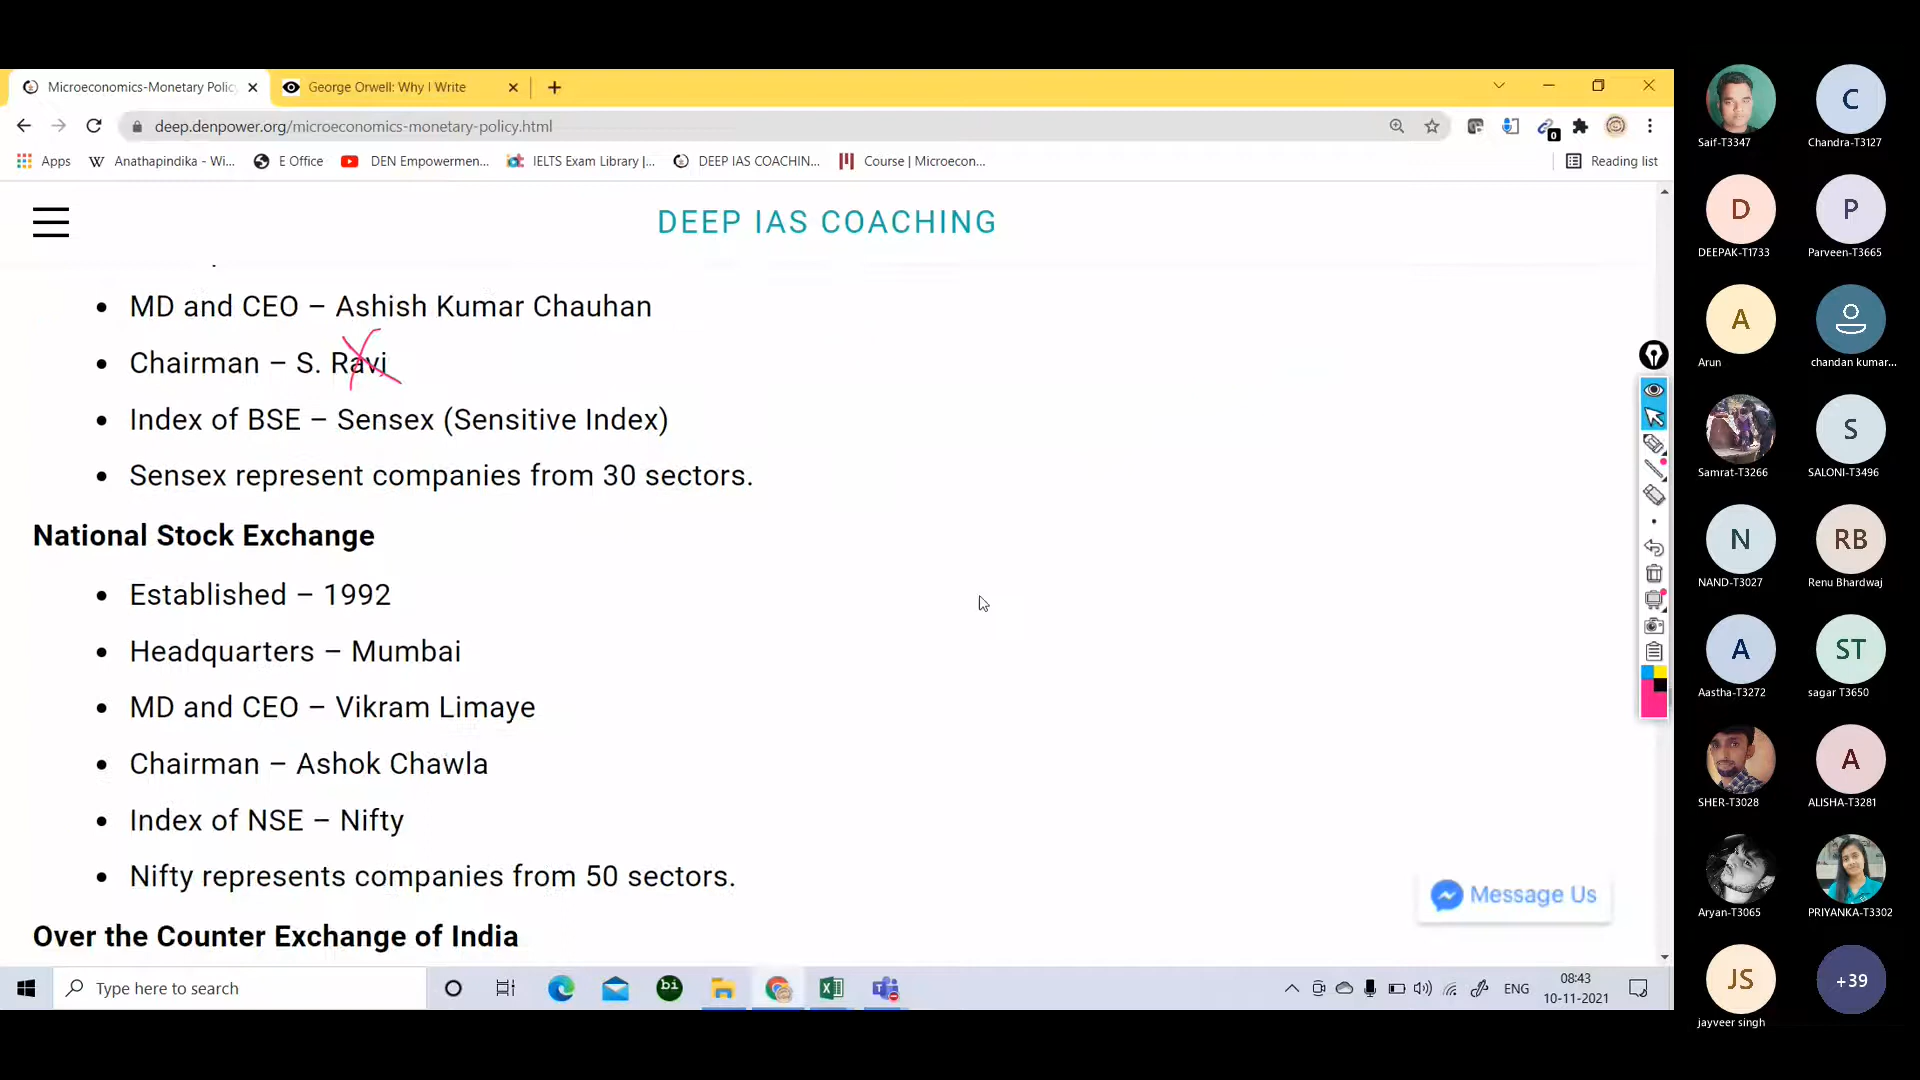 Microeconomics-Monetary Polic
George Orwell: Why I Write
deep.denpower.org/microeconomics-monetary-policy.html
0
Apps
W
Anathapindika - Wi...
E Office
DEN Empowermen...
IELTS Exam Library |...
DEEP IAS COACHIN...
Course | Microecon...
Reading list
DEEP IAS COACHING
• MD and CEO – Ashish Kumar Chauhan
• Chairman – S. Ravi
• Index of BSE – Sensex (Sensitive Index)
• Sensex represent companies from 30 sectors.
National Stock Exchange
• Established – 1992
• Headquarters – Mumbai
• MD and CEO – Vikram Limaye
• Chairman – Ashok Chawla
• Index of NSE – Nifty
• Nifty represents companies from 50 sectors.
Over the Counter Exchange of India
Message Us
Type here to search
bi
ENG
08:43
10-11-2021
Saif-T3347
C
Chandra-T3127
D
DEEPAK-T1733
P
Parveen-T3665
A
Arun
chandan kumar...
Samrat-T3266
S
SALONI-T3496
N
NAND-T3027
RB
Renu Bhardwaj
A
Aastha-T3272
ST
sagar T3650
SHER-T3028
A
ALISHA-T3281
Aryan-T3065
PRIYANKA-T3302
JS
jayveer singh
+39